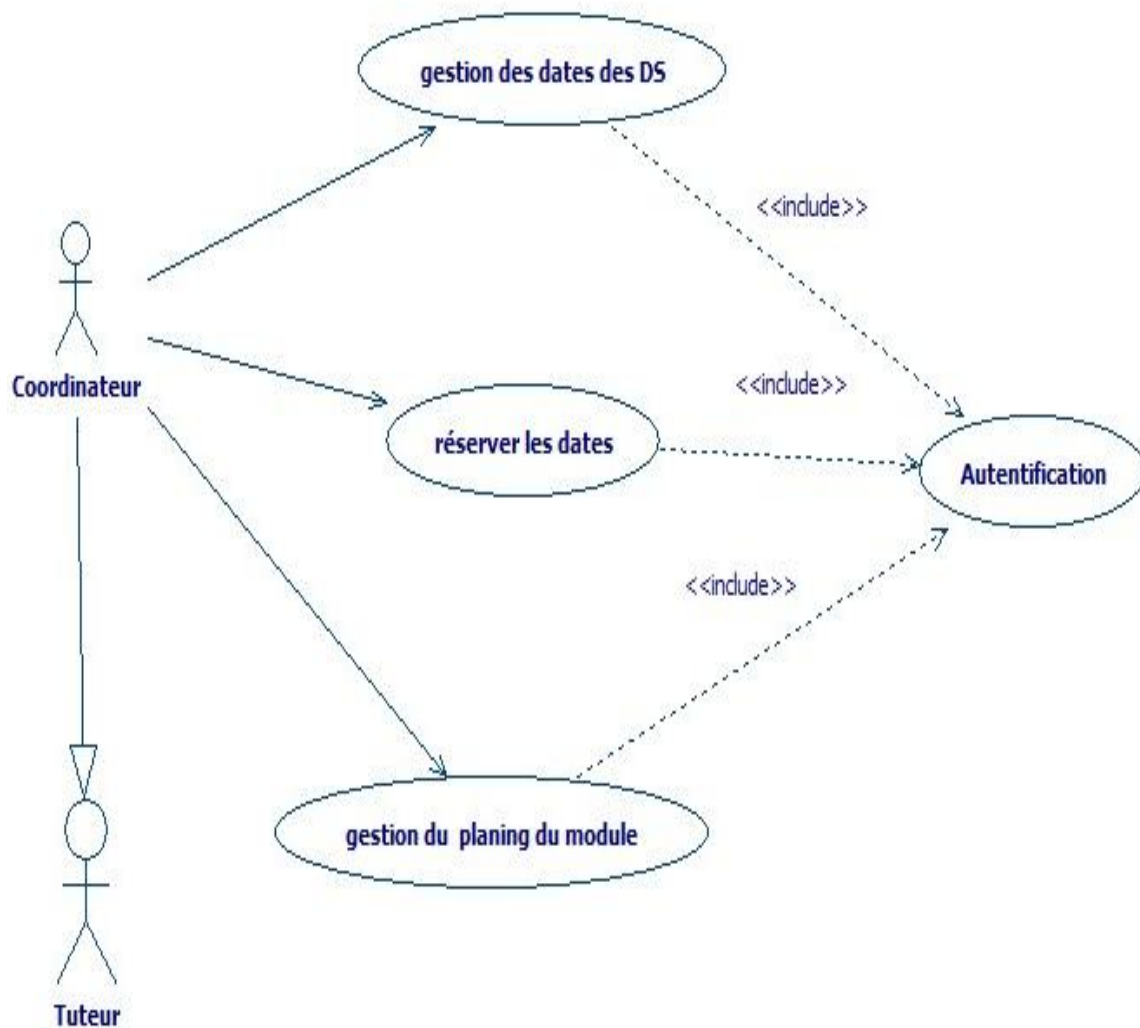 gestion des dates des DS
<<include>>
Coordinateur
<<include>>
réserver les dates
Autentification
<<include>>
gestion du planing du module
Tuteur